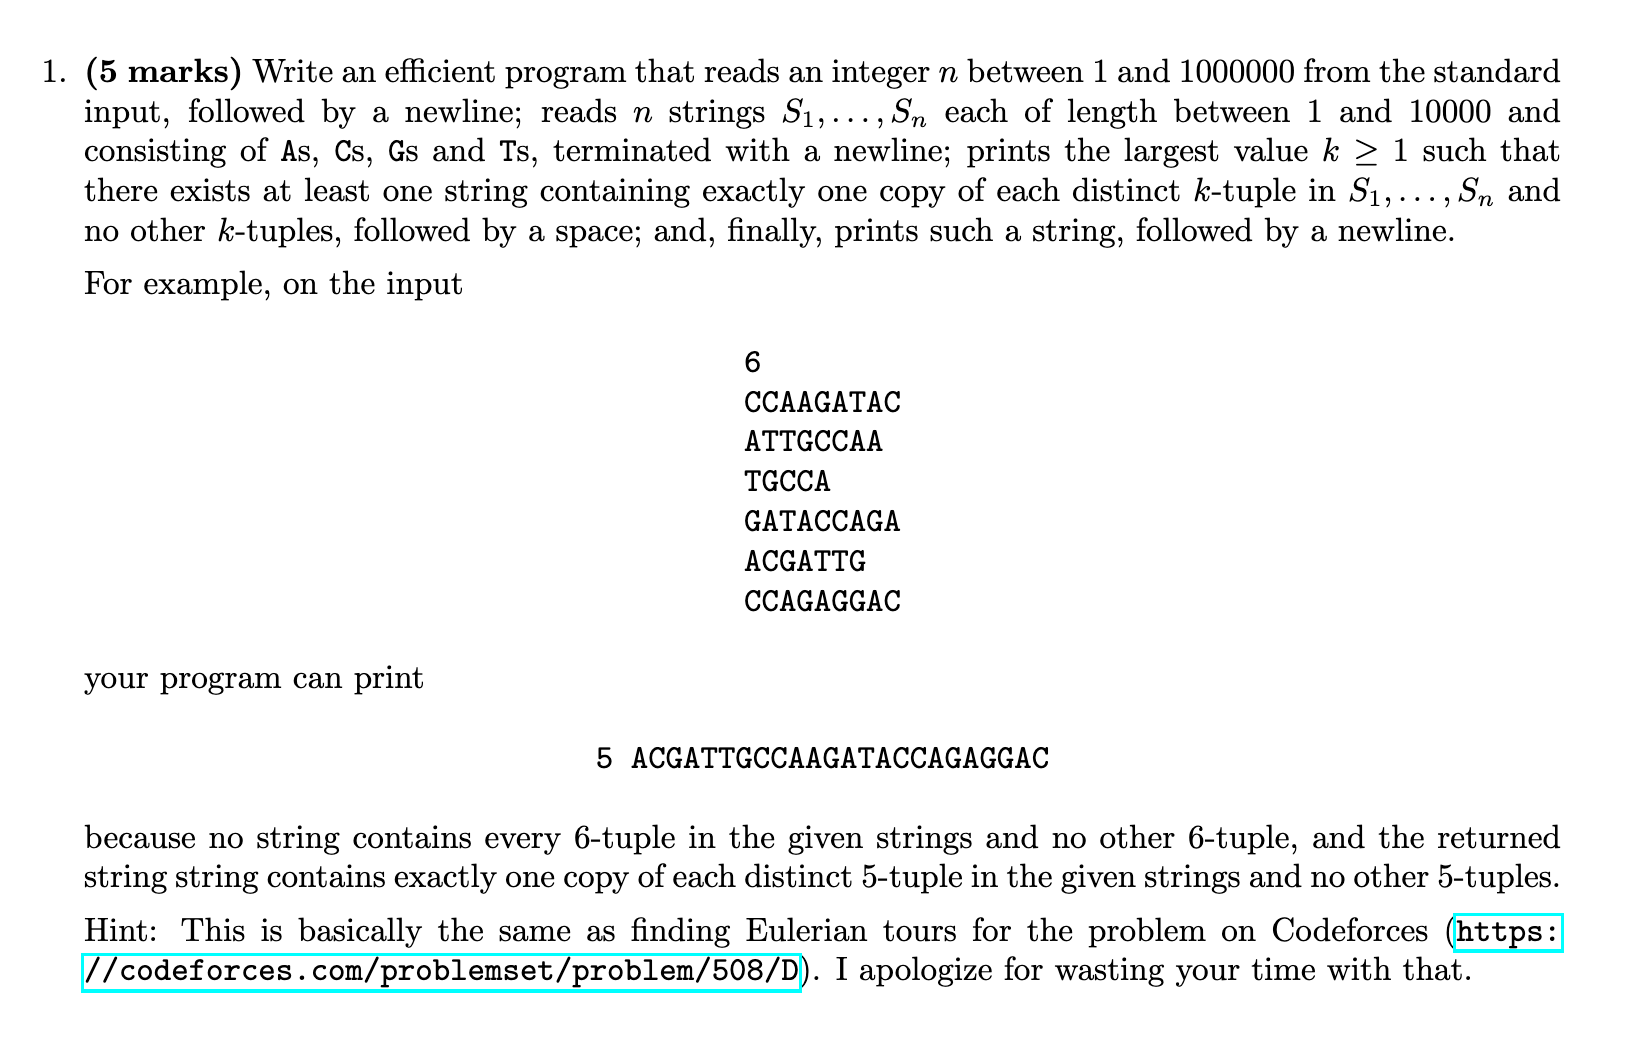 1. (5 marks) Write an efficient program that reads an integer n between 1 and 1000000 from the standard
input, followed by a newline; reads n strings S₁, . . . , Sₙ each of length between 1 and 10000 and
consisting of As, Cs, Gs and Ts, terminated with a newline; prints the largest value k ≥ 1 such that
there exists at least one string containing exactly one copy of each distinct k-tuple in S₁, . . . , Sₙ and
no other k-tuples, followed by a space; and, finally, prints such a string, followed by a newline.
For example, on the input
6
CCAAGATAC
ATTGCCAA
TGCCA
GATACCAGA
ACGATTG
CCAGAGGAC
your program can print
5 ACGATTGCCAAGATACCAGAGGAC
because no string contains every 6-tuple in the given strings and no other 6-tuple, and the returned
string string contains exactly one copy of each distinct 5-tuple in the given strings and no other 5-tuples.
Hint: This is basically the same as finding Eulerian tours for the problem on Codeforces (https:
//codeforces.com/problemset/problem/508/D). I apologize for wasting your time with that.